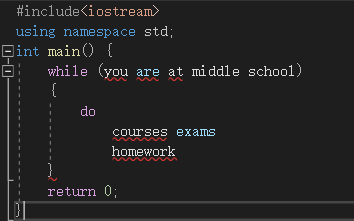 #include<iostream>
using namespace std;
int main() {
while (you are at middle school)
{
do
courses exams
homework
}
return 0;
}